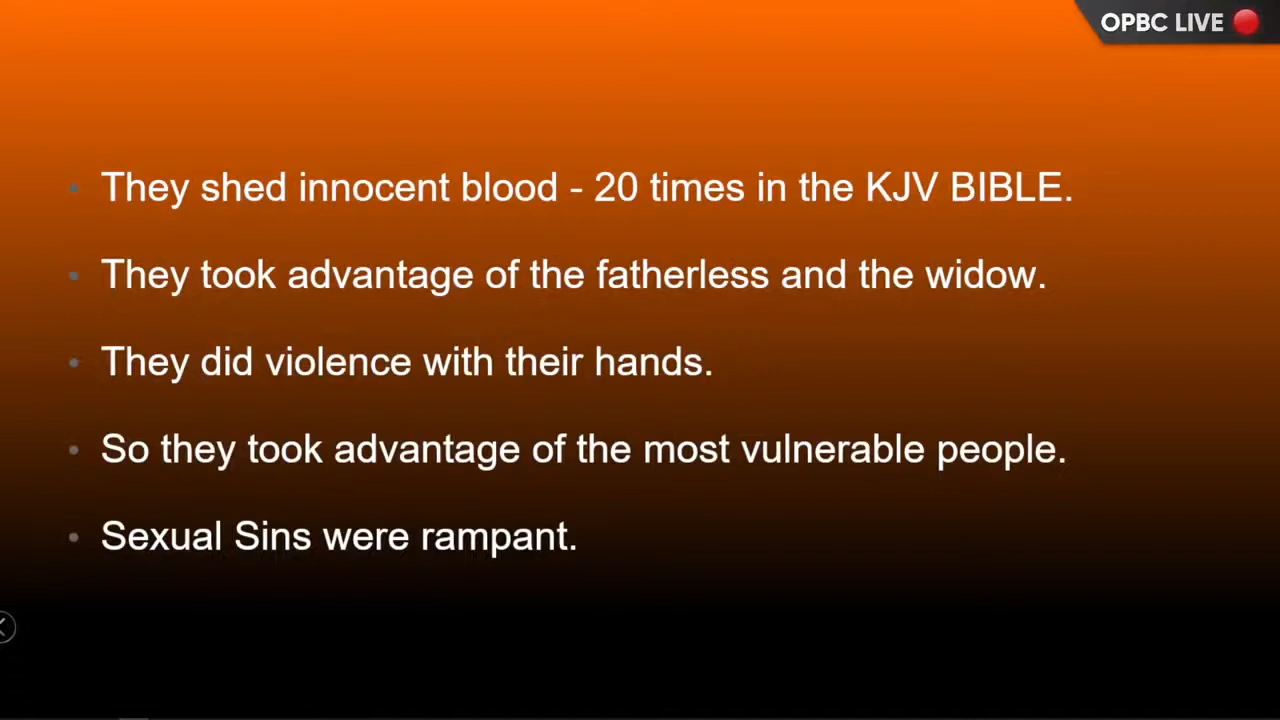 OPBC LIVE
• They shed innocent blood - 20 times in the KJV BIBLE.
• They took advantage of the fatherless and the widow.
• They did violence with their hands.
• So they took advantage of the most vulnerable people.
• Sexual Sins were rampant.